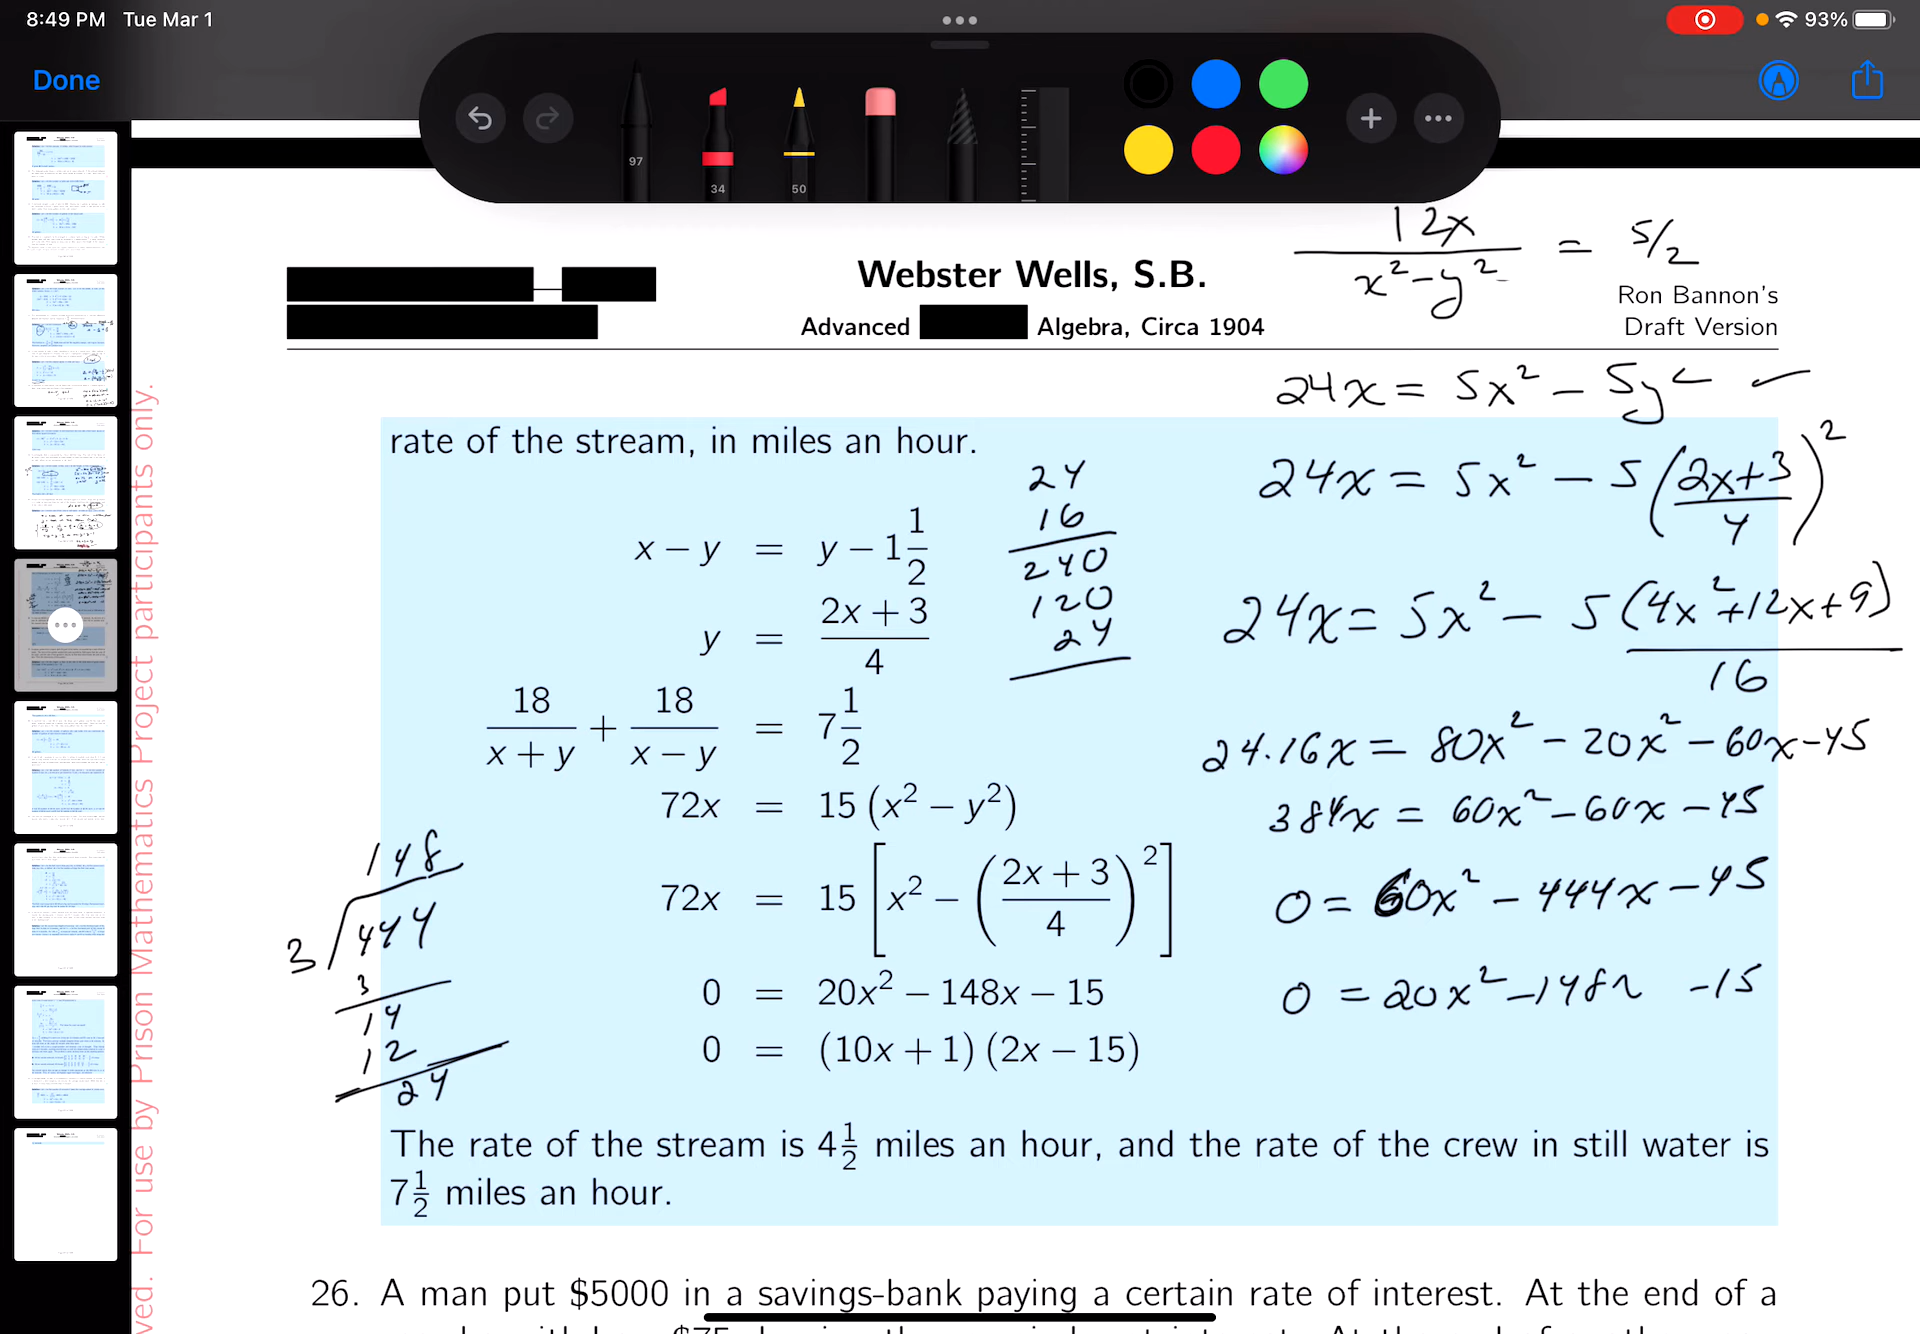 8:49 PM Tue Mar 1
93%
Done
97
34
50
12x / x² − y² = 5/2
Webster Wells, S.B.
Advanced Algebra, Circa 1904
Ron Bannon's
Draft Version
24x = 5x² − 5y² ✓
rate of the stream, in miles an hour.
24x = 5x² − 5((2x+3)/4)²
24
16
240
120
24
x − y = y − 1 1/2
y = (2x + 3)/4
24x = 5x² − 5(4x²+12x+9)/16
18/(x + y) + 18/(x − y) = 7 1/2
24·16x = 80x² − 20x² − 60x − 45
72x = 15 (x² − y²)
384x = 60x² − 60x − 45
72x = 15 [x² − ((2x + 3)/4)²]
0 = 60x² − 444x − 45
0 = 20x² − 148x − 15
0 = 20x² − 148x − 15
0 = (10x + 1) (2x − 15)
148
3 ) 444
3
14
12
24
The rate of the stream is 4 1/2 miles an hour, and the rate of the crew in still water is
7 1/2 miles an hour.
26. A man put $5000 in a savings-bank paying a certain rate of interest. At the end of a
ved. For use by Prison Mathematics Project participants only.